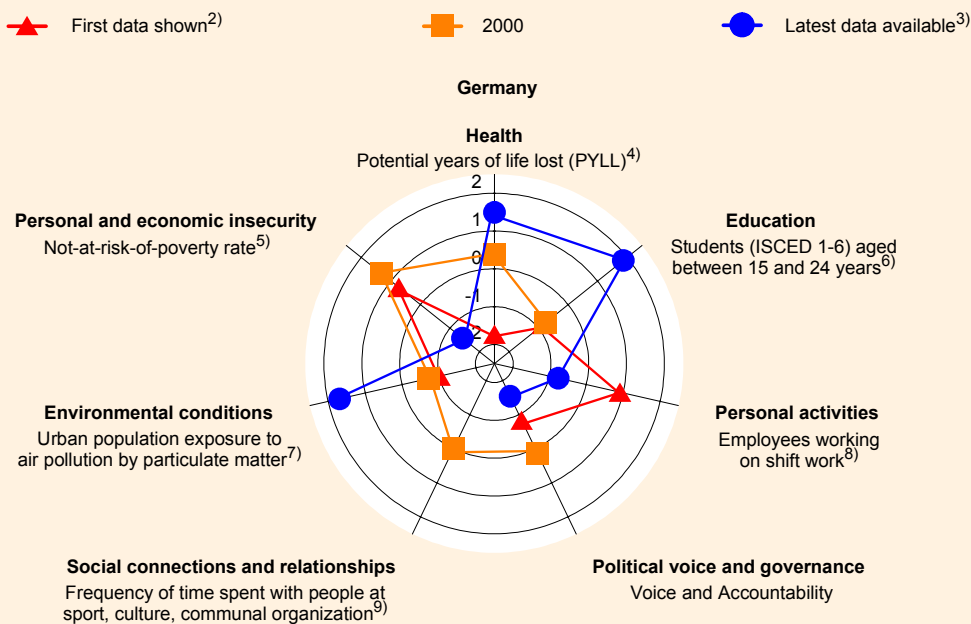 First data shown2)
2000
Latest data available3)
Germany
Health
Potential years of life lost (PYLL)4)
2
1
0
-1
-2
Personal and economic insecurity
Not-at-risk-of-poverty rate5)
Education
Students (ISCED 1-6) aged
between 15 and 24 years6)
Environmental conditions
Urban population exposure to
air pollution by particulate matter7)
Personal activities
Employees working
on shift work8)
Social connections and relationships
Frequency of time spent with people at
sport, culture, communal organization9)
Political voice and governance
Voice and Accountability